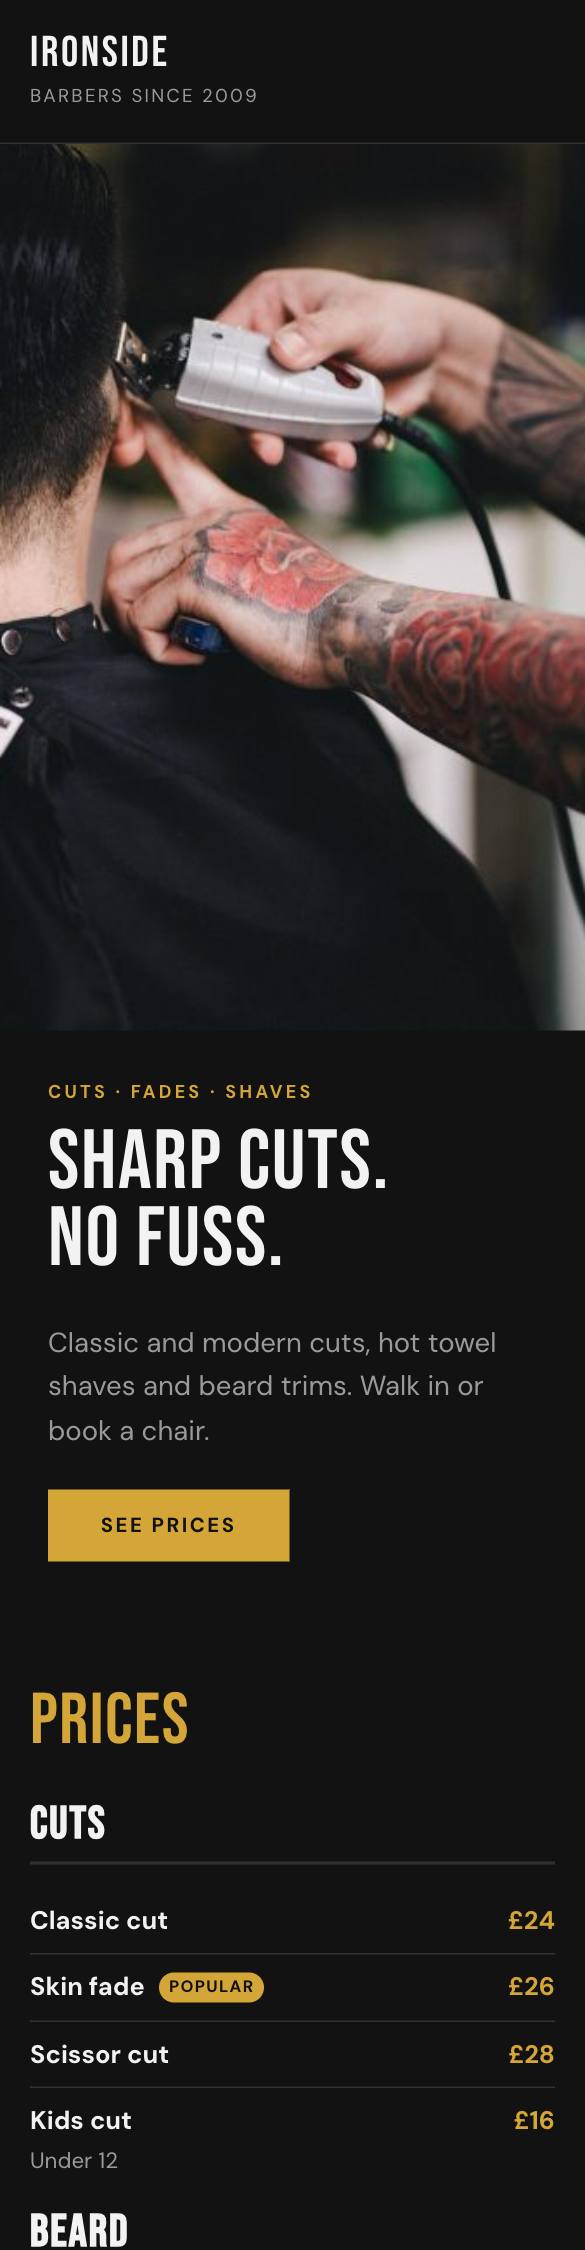 IRONSIDE
BARBERS SINCE 2009
CUTS · FADES · SHAVES
SHARP CUTS.
NO FUSS.
Classic and modern cuts, hot towel
shaves and beard trims. Walk in or
book a chair.
SEE PRICES
PRICES
CUTS
Classic cut £24
Skin fade POPULAR £26
Scissor cut £28
Kids cut £16
Under 12
BEARD